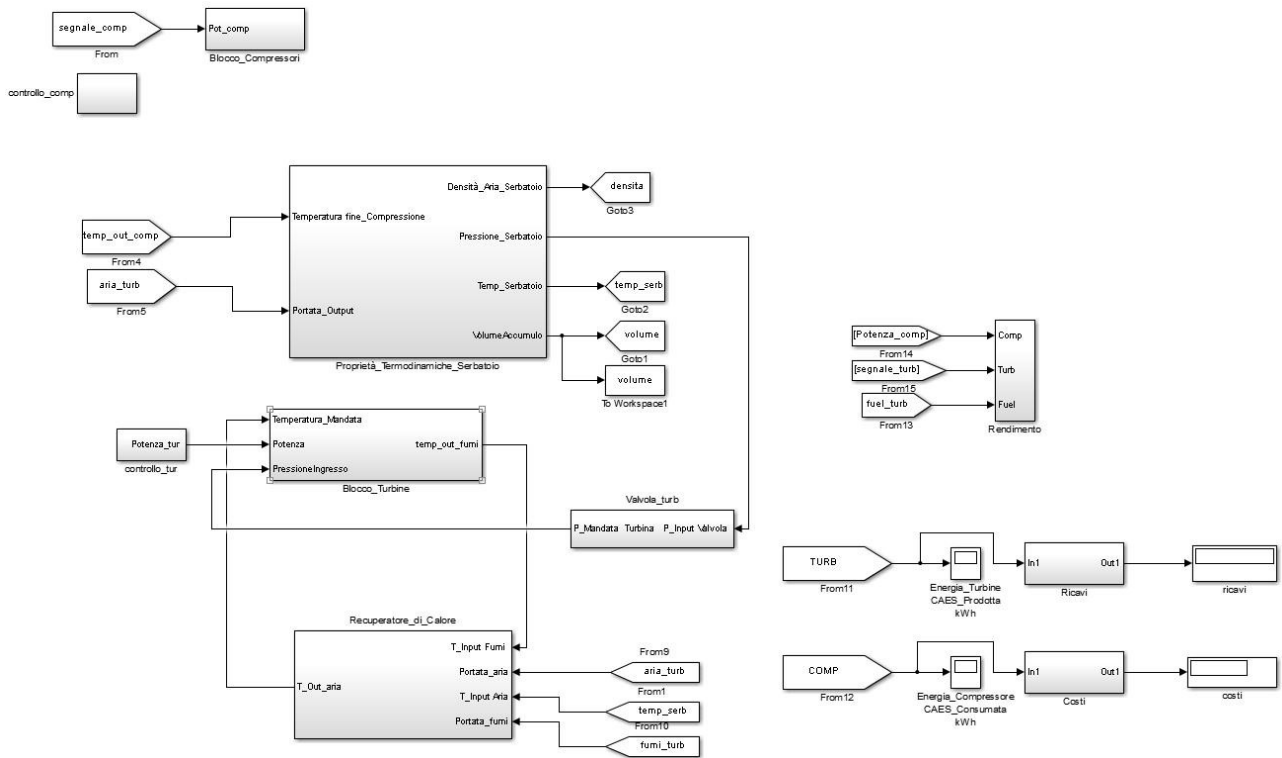 segnale_comp
From
Pot_comp
Blocco_Compressori
controllo_comp
temp_out_comp
From4
aria_turb
From5
Temperatura fine_Compressione
Portata_Output
Densità_Aria_Serbatoio
Pressione_Serbatoio
Temp_Serbatoio
VolumeAccumulo
Proprietà_Termodinamiche_Serbatoio
densita
Goto3
temp_serb
Goto2
volume
Goto1
volume
To Workspace1
[Potenza_comp]
From14
[segnale_turb]
From15
fuel_turb
From13
Comp
Turb
Fuel
Rendimento
Potenza_tur
controllo_tur
Temperatura_Mandata
Potenza
PressioneIngresso
temp_out_fumi
Blocco_Turbine
Valvola_turb
P_Mandata Turbina P_Input Valvola
Recuperatore_di_Calore
T_Out_aria
T_Input Fumi
Portata_aria
T_Input Aria
Portata_fumi
From9
aria_turb
From1
temp_serb
From10
fumi_turb
TURB
From11
Energia_Turbine
CAES_Prodotta
kWh
In1 Out1
Ricavi
ricavi
COMP
From12
Energia_Compressore
CAES_Consumata
kWh
In1 Out1
Costi
costi